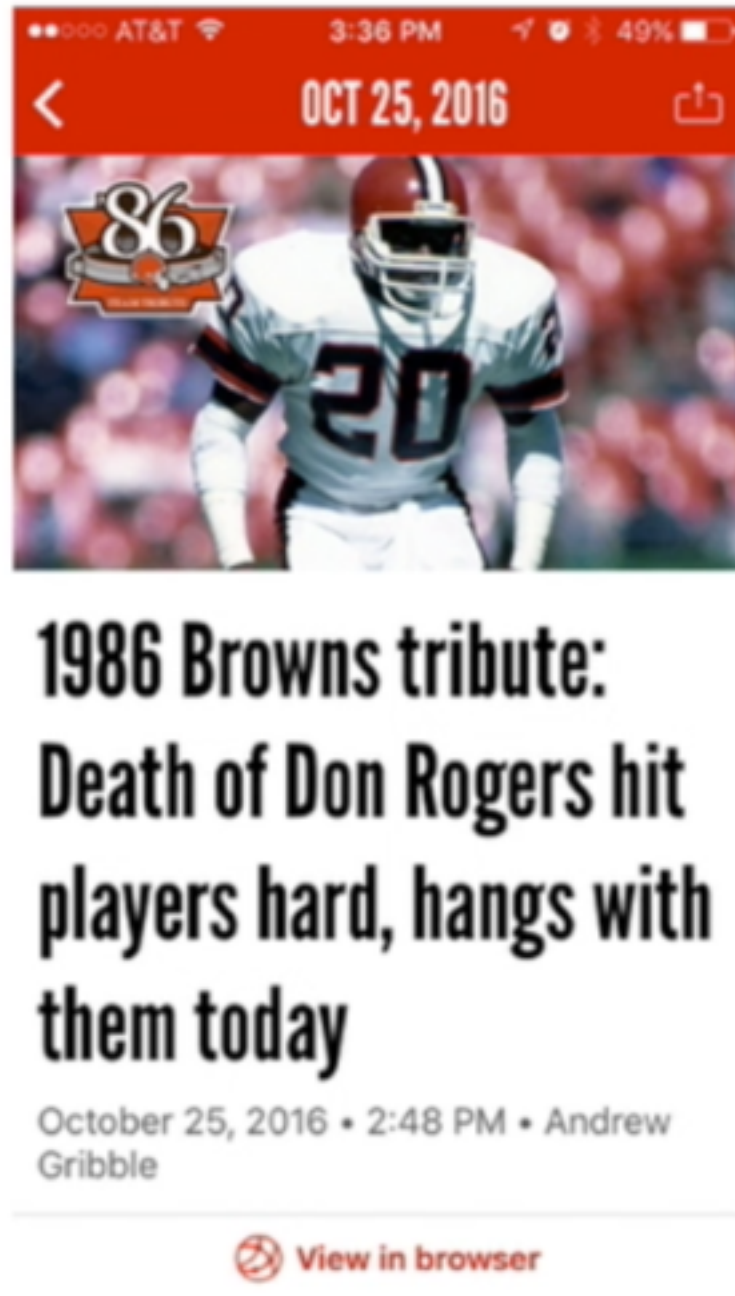 AT&T 3:36 PM 49%
OCT 25, 2016
86
20
1986 Browns tribute:
Death of Don Rogers hit
players hard, hangs with
them today
October 25, 2016 • 2:48 PM • Andrew
Gribble
View in browser